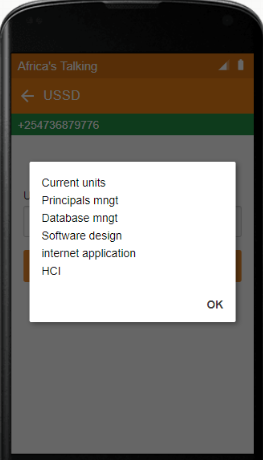 Africa's Talking
USSD
+254736879776
Current units
Principals mngt
Database mngt
Software design
internet application
HCI
OK